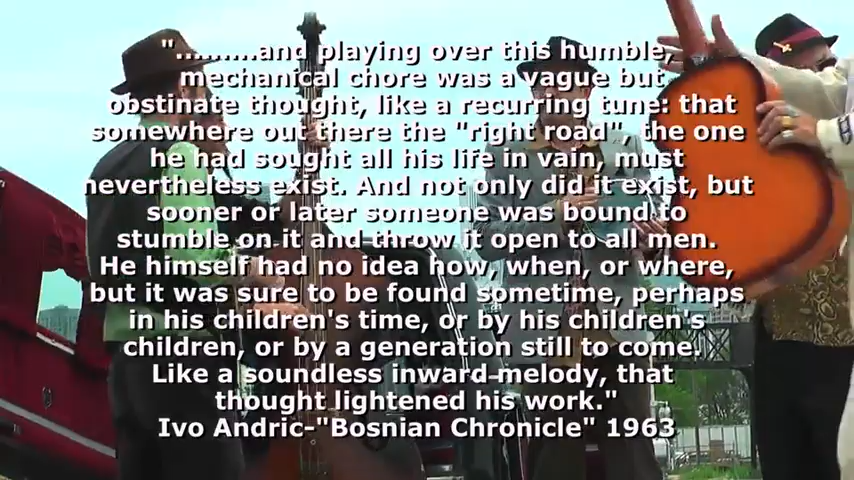 ".........and playing over this humble,
mechanical chore was a vague but
obstinate thought, like a recurring tune: that
somewhere out there the "right road", the one
he had sought all his life in vain, must
nevertheless exist. And not only did it exist, but
sooner or later someone was bound to
stumble on it and throw it open to all men.
He himself had no idea how, when, or where,
but it was sure to be found sometime, perhaps
in his children's time, or by his children's
children, or by a generation still to come.
Like a soundless inward melody, that
thought lightened his work."
Ivo Andric-"Bosnian Chronicle" 1963